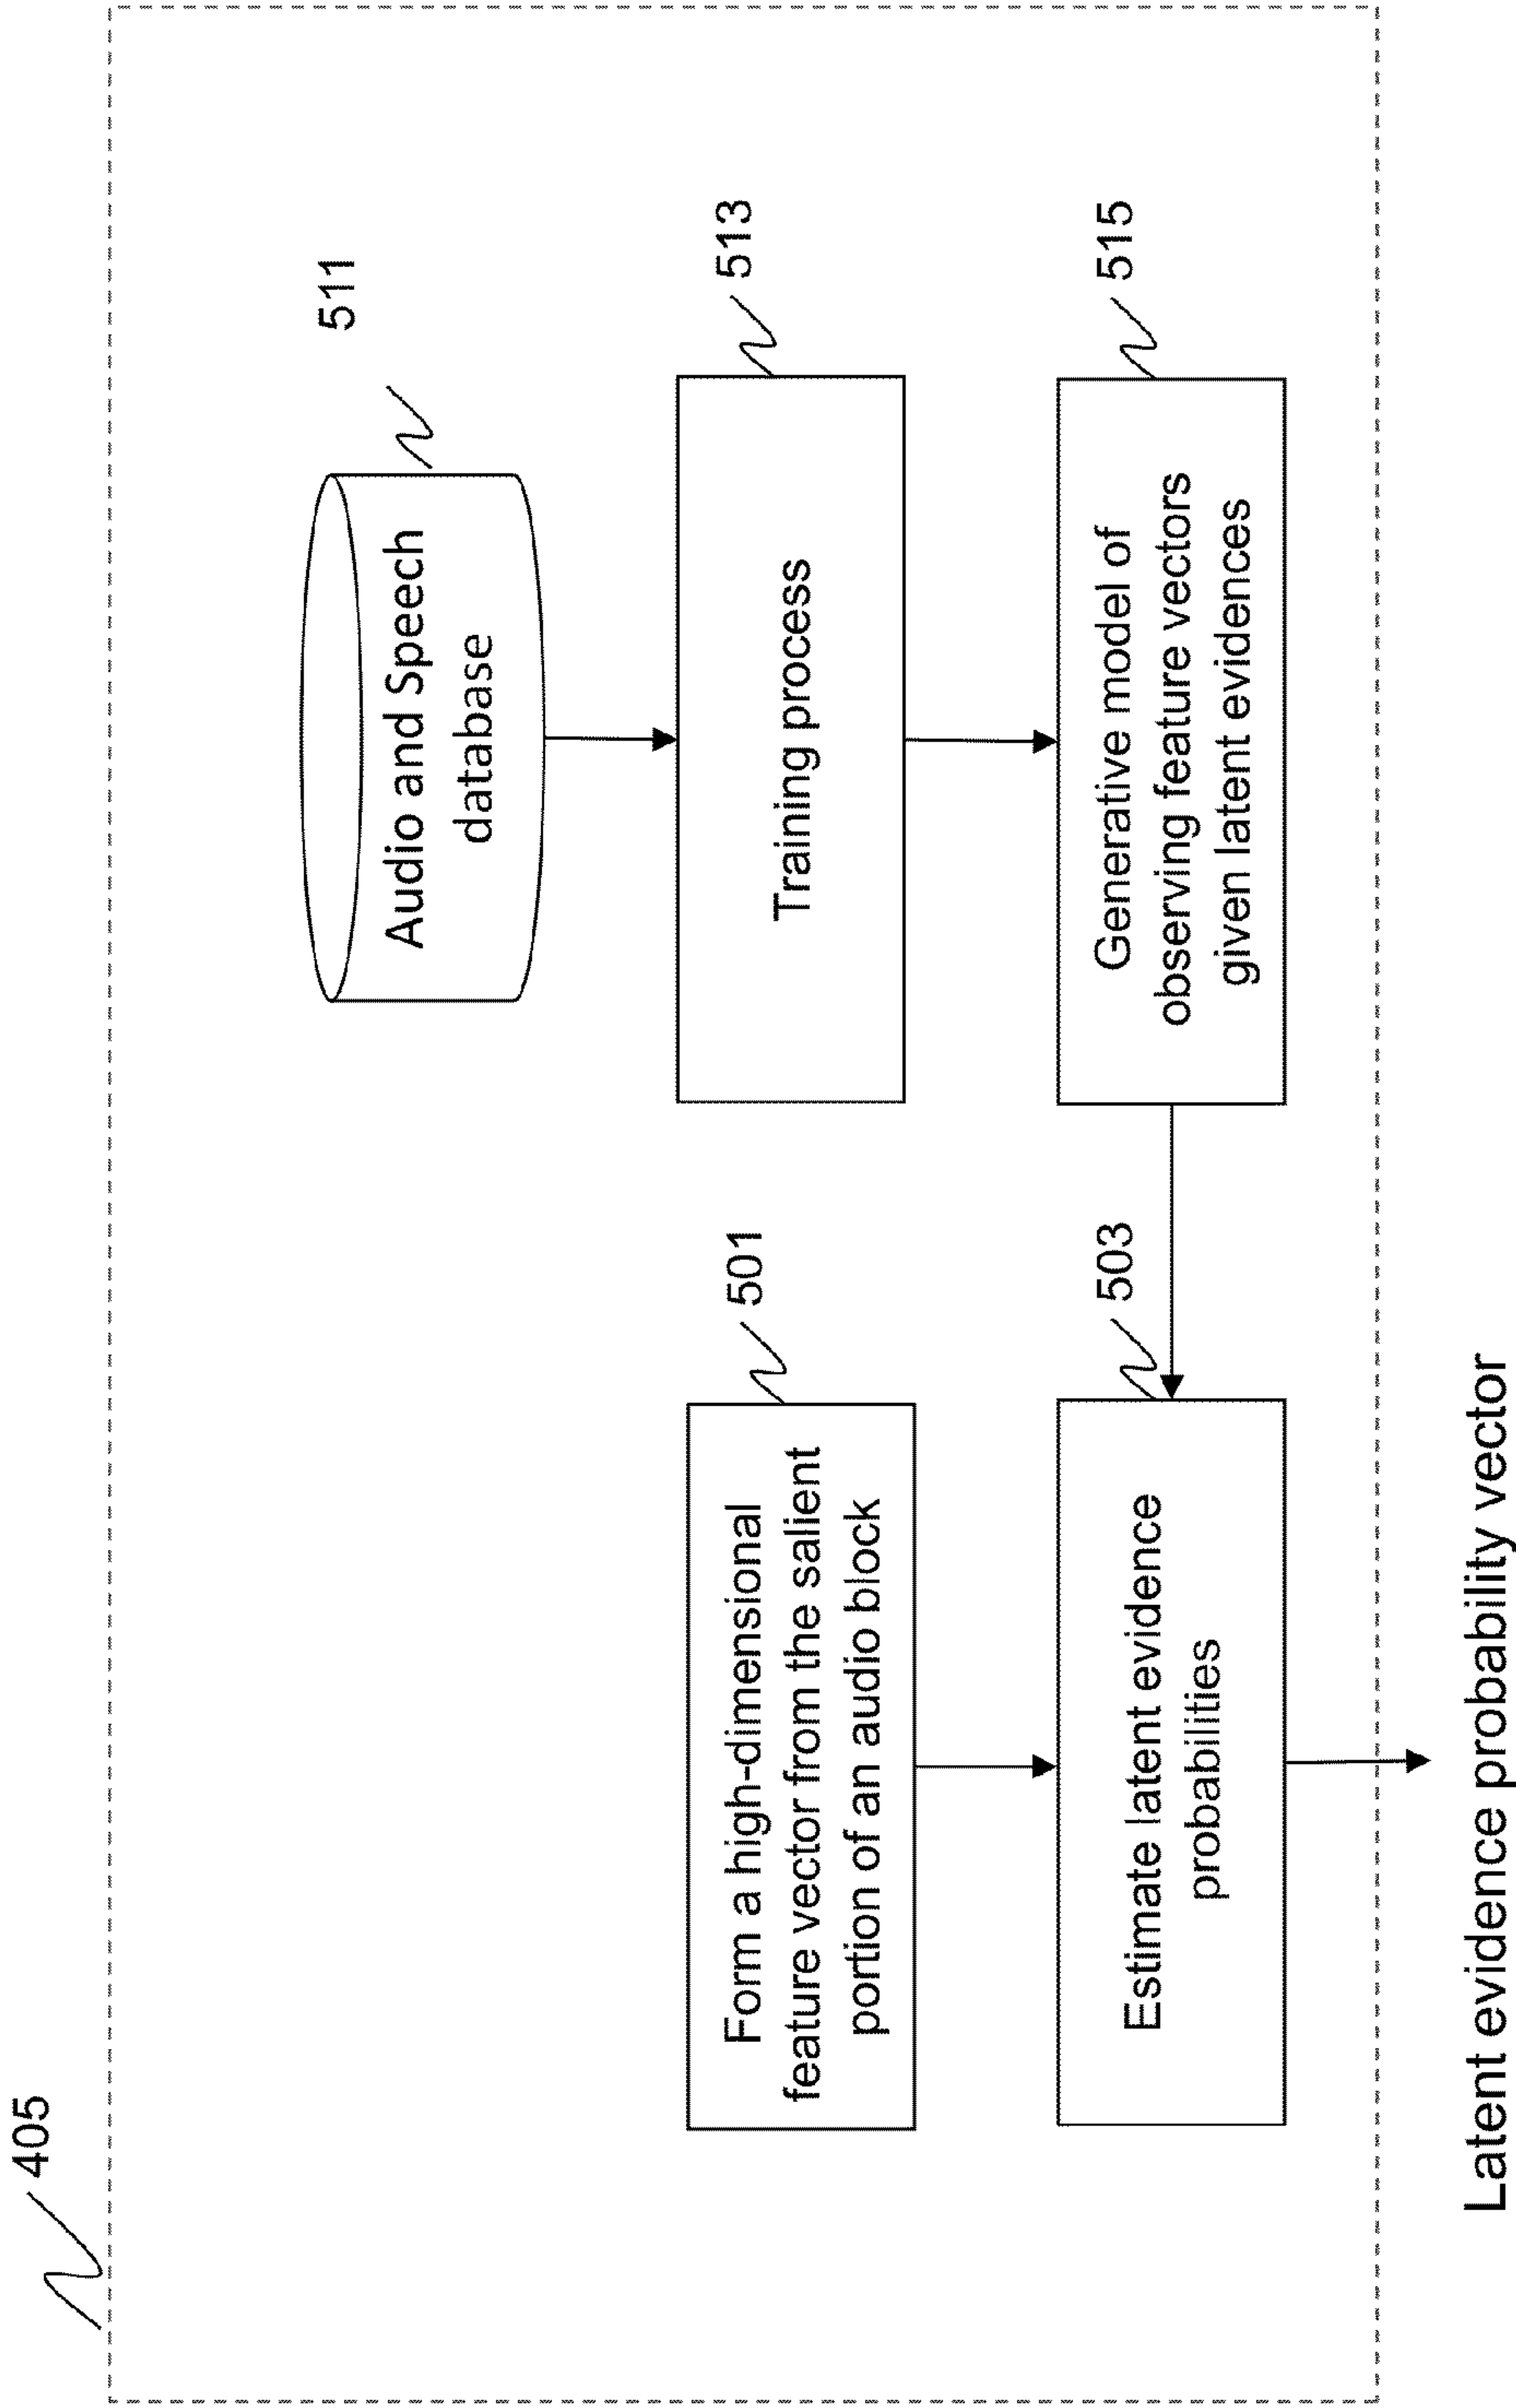 405
511
Audio and Speech
database
513
Training process
501
Form a high-dimensional
feature vector from the salient
portion of an audio block
515
Generative model of
observing feature vectors
given latent evidences
503
Estimate latent evidence
probabilities
Latent evidence probability vector